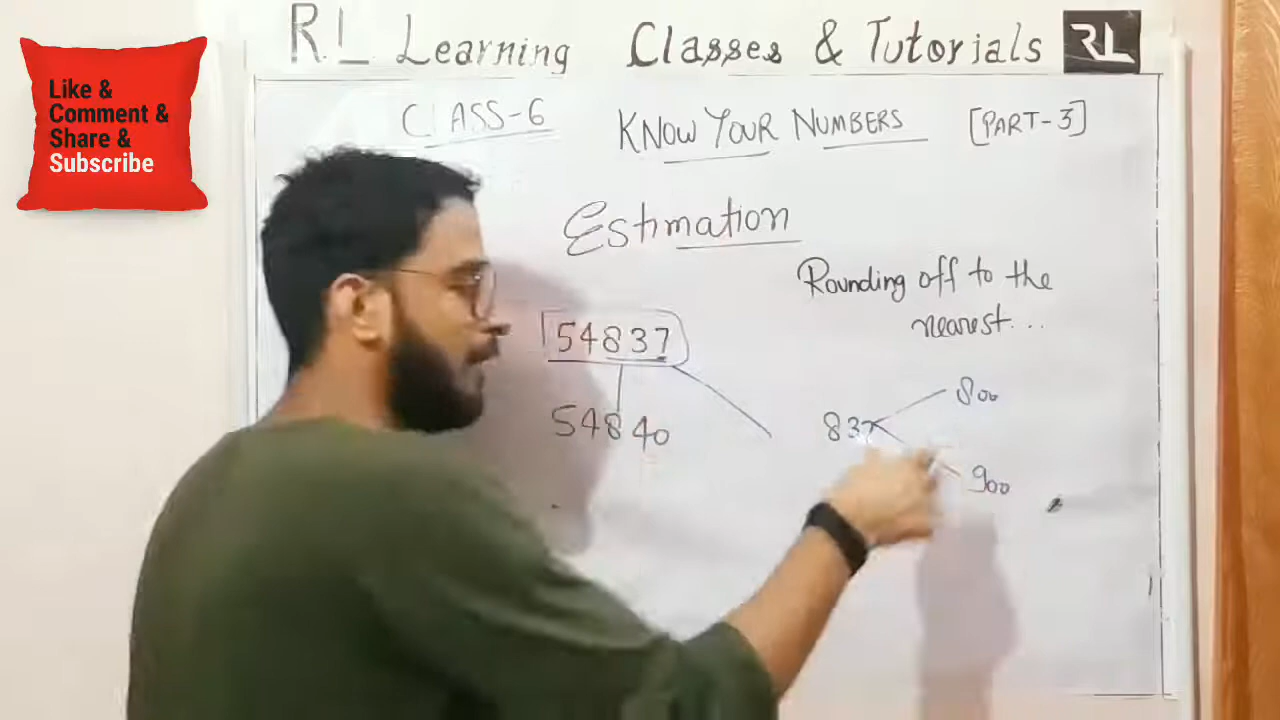 R.L Learning Classes & Tutorials RL
Like &
Comment &
Share &
Subscribe
CLASS-6 KNOW YOUR NUMBERS [PART-3]
Estimation
Rounding off to the
nearest...
54837
54840
837
800
900